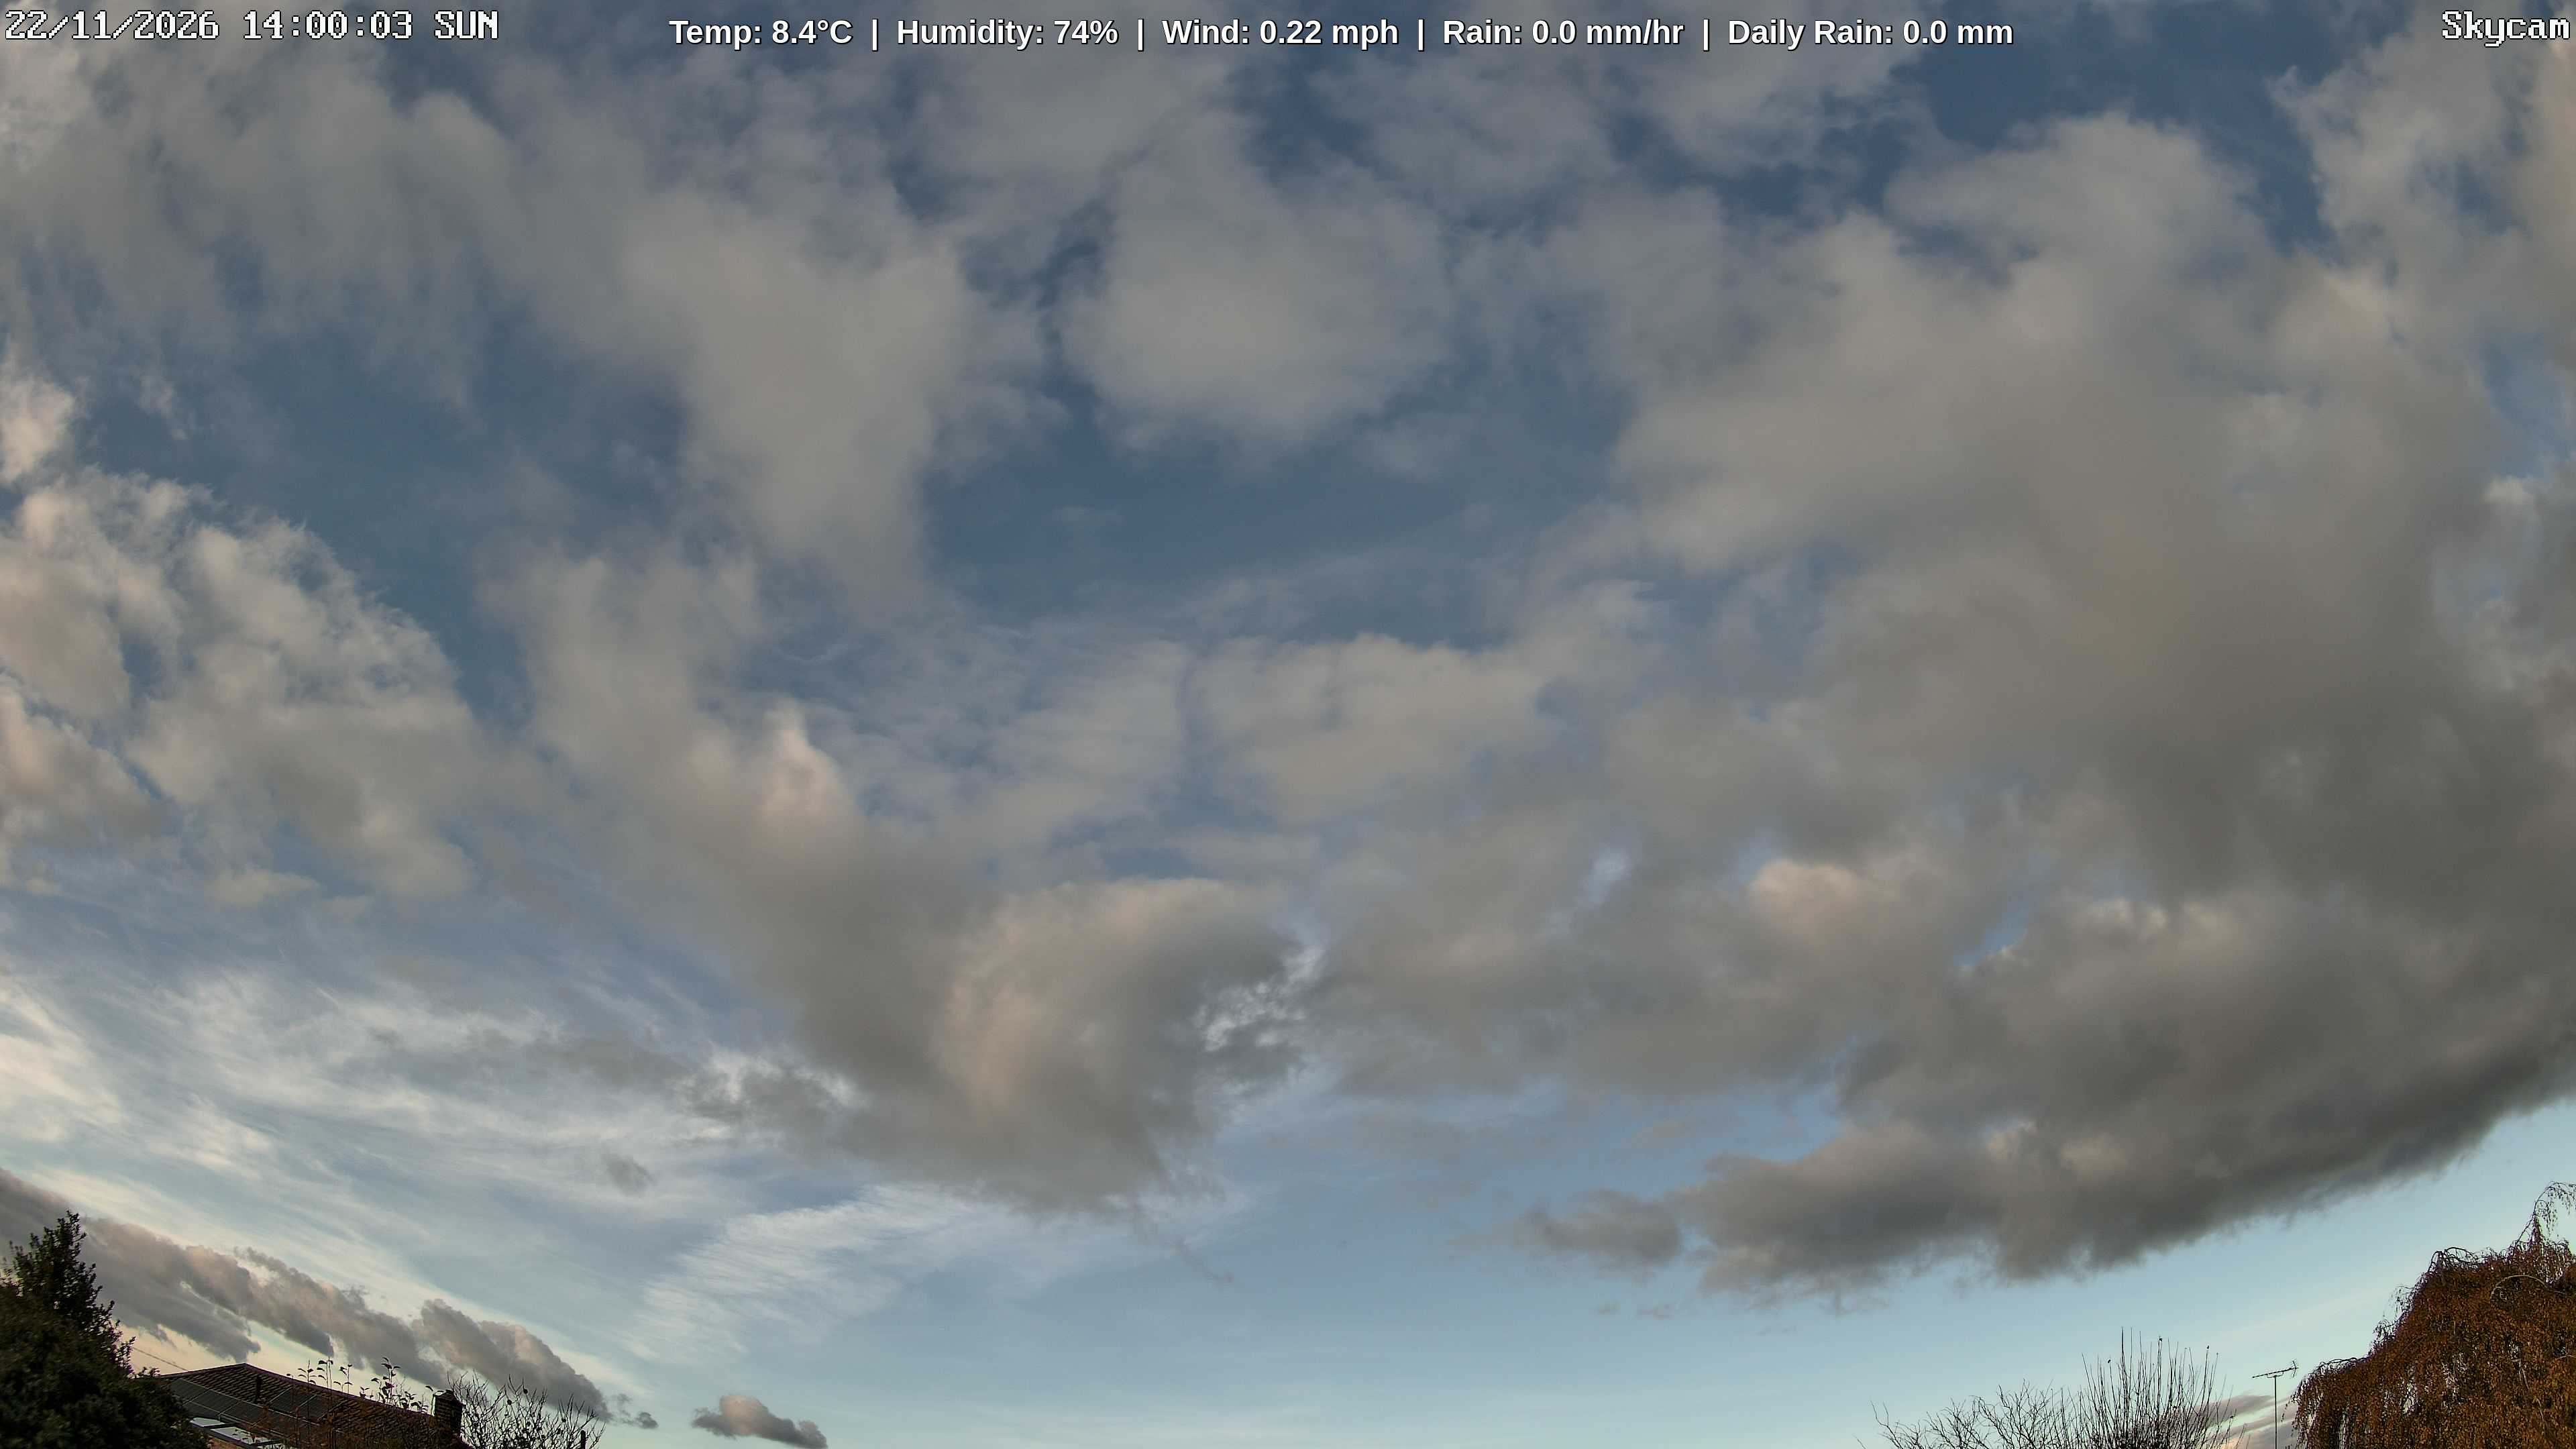 22/11/2026 14:00:03 SUN
Temp: 8.4°C | Humidity: 74% | Wind: 0.22 mph | Rain: 0.0 mm/hr | Daily Rain: 0.0 mm
Skycam